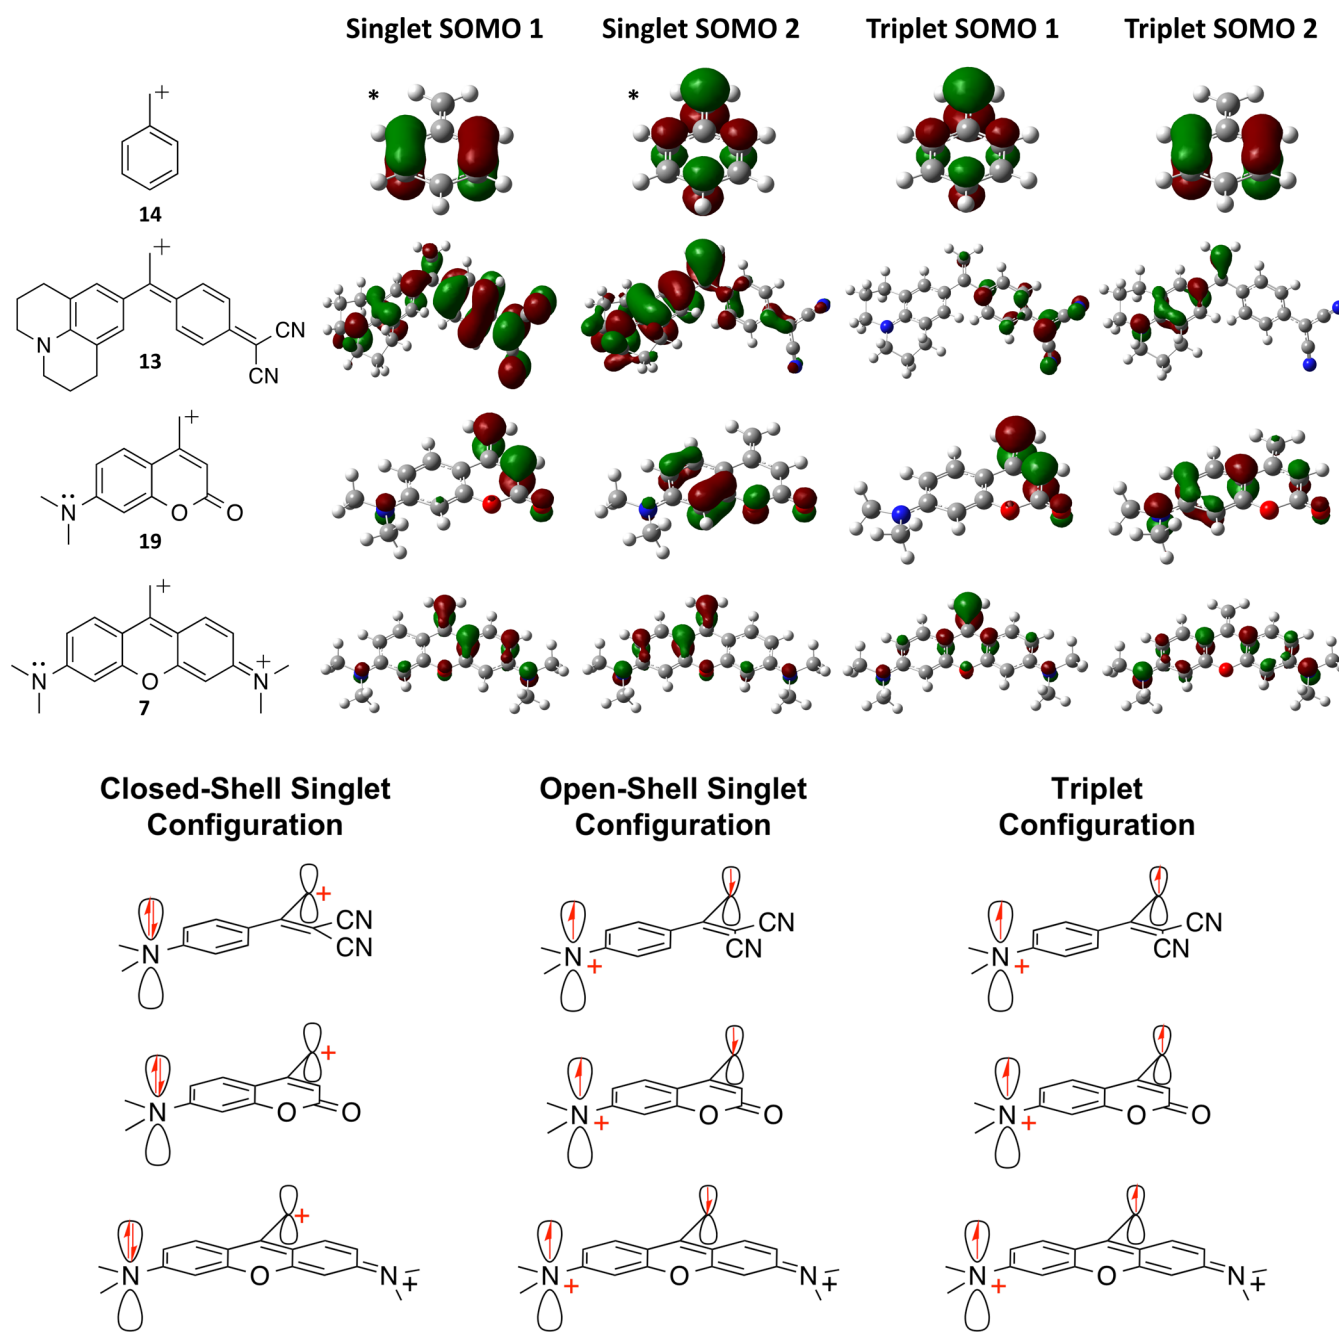 Singlet SOMO 1 Singlet SOMO 2 Triplet SOMO 1 Triplet SOMO 2
* *
+
14
+
N
CN
CN
13
+
N
O
O
19
+
N
O
+
N
7
Closed-Shell Singlet
Configuration
Open-Shell Singlet
Configuration
Triplet
Configuration
+
CN
CN
N
CN
CN
N
+
CN
CN
N
+
+
N
O
O
N
+
O
O
N
+
O
O
+
N
O
N
+
N
+
O
N
+
N
+
O
N
+